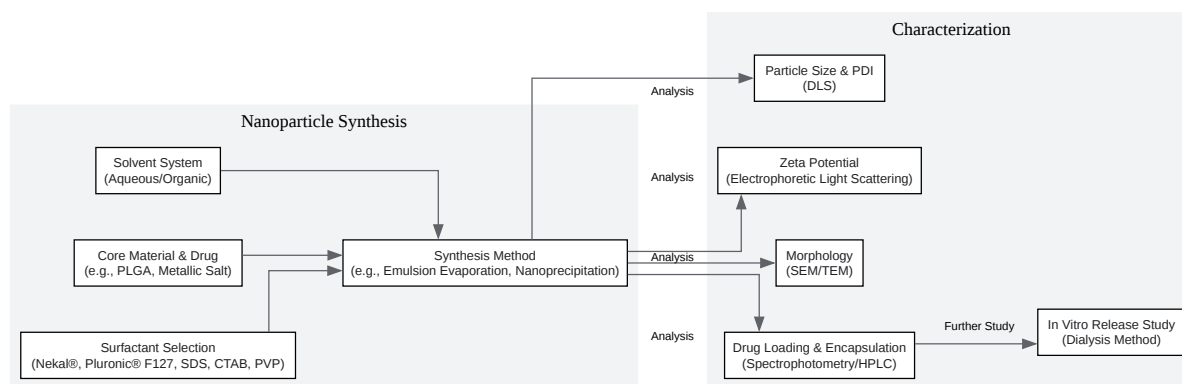 Characterization
Particle Size & PDI
(DLS)
Analysis
Nanoparticle Synthesis
Solvent System
(Aqueous/Organic)
Analysis
Zeta Potential
(Electrophoretic Light Scattering)
Core Material & Drug
(e.g., PLGA, Metallic Salt)
Synthesis Method
(e.g., Emulsion Evaporation, Nanoprecipitation)
Analysis
Morphology
(SEM/TEM)
Surfactant Selection
(Nekal®, Pluronic® F127, SDS, CTAB, PVP)
Analysis
Drug Loading & Encapsulation
(Spectrophotometry/HPLC)
Further Study
In Vitro Release Study
(Dialysis Method)